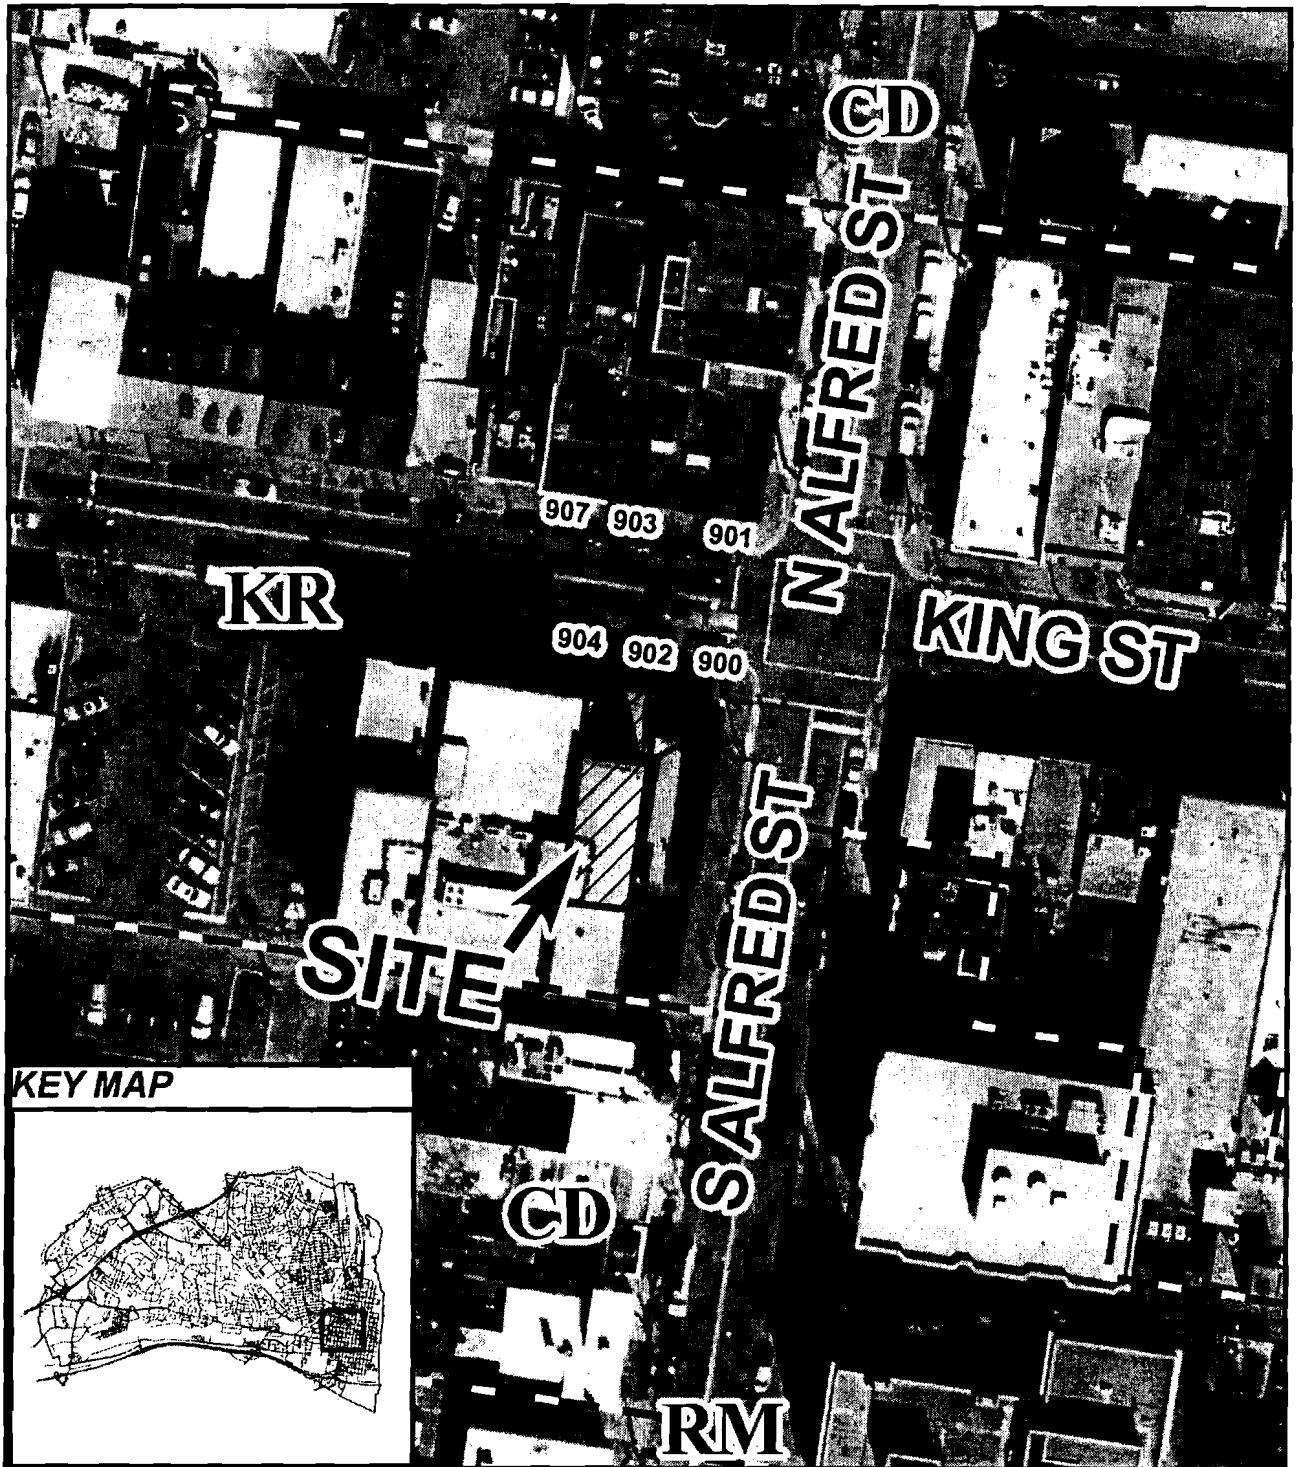 CD
N ALFRED ST
907 903 901
KR
KING ST
904 902 900
SITE
S ALFRED ST
KEY MAP
CD
RM